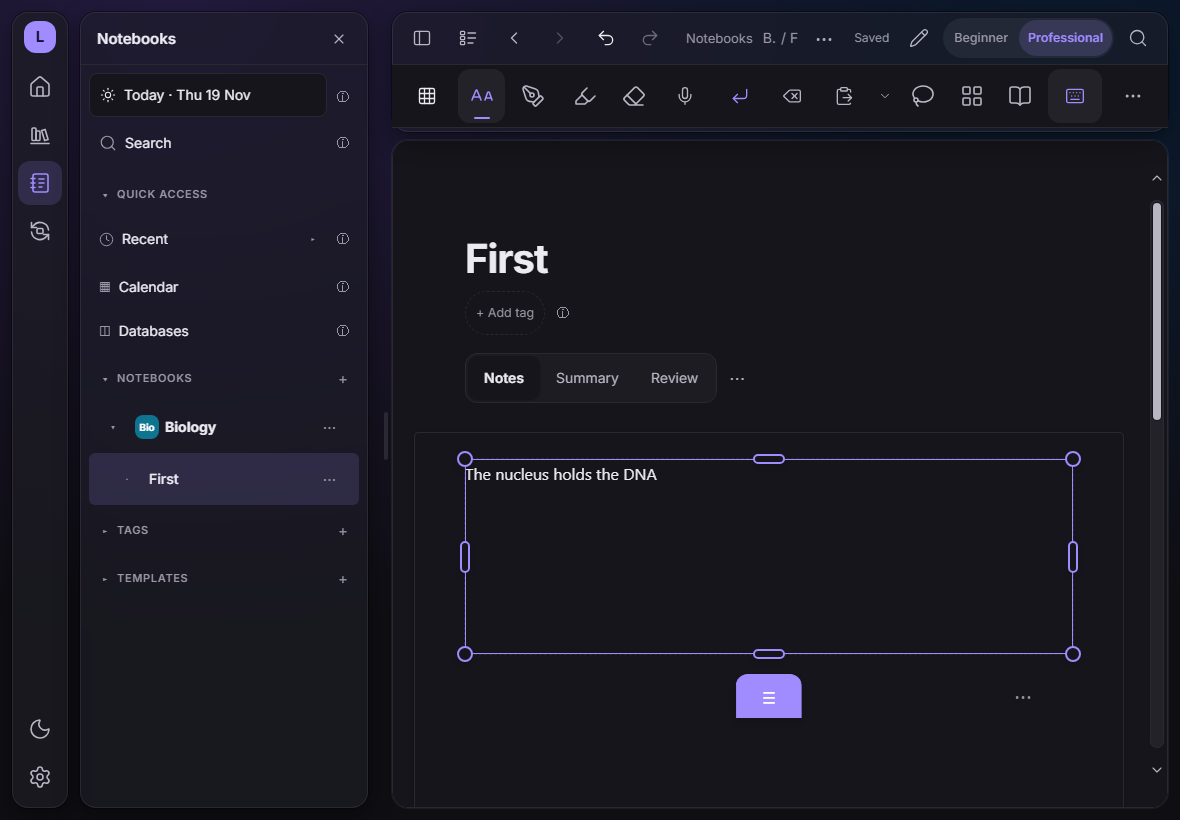 L
Notebooks
Today · Thu 19 Nov
Search
QUICK ACCESS
Recent
Calendar
Databases
NOTEBOOKS
Bio Biology
First
TAGS
TEMPLATES
Notebooks B. / F
Saved
Beginner
Professional
AA
First
+ Add tag
Notes
Summary
Review
The nucleus holds the DNA